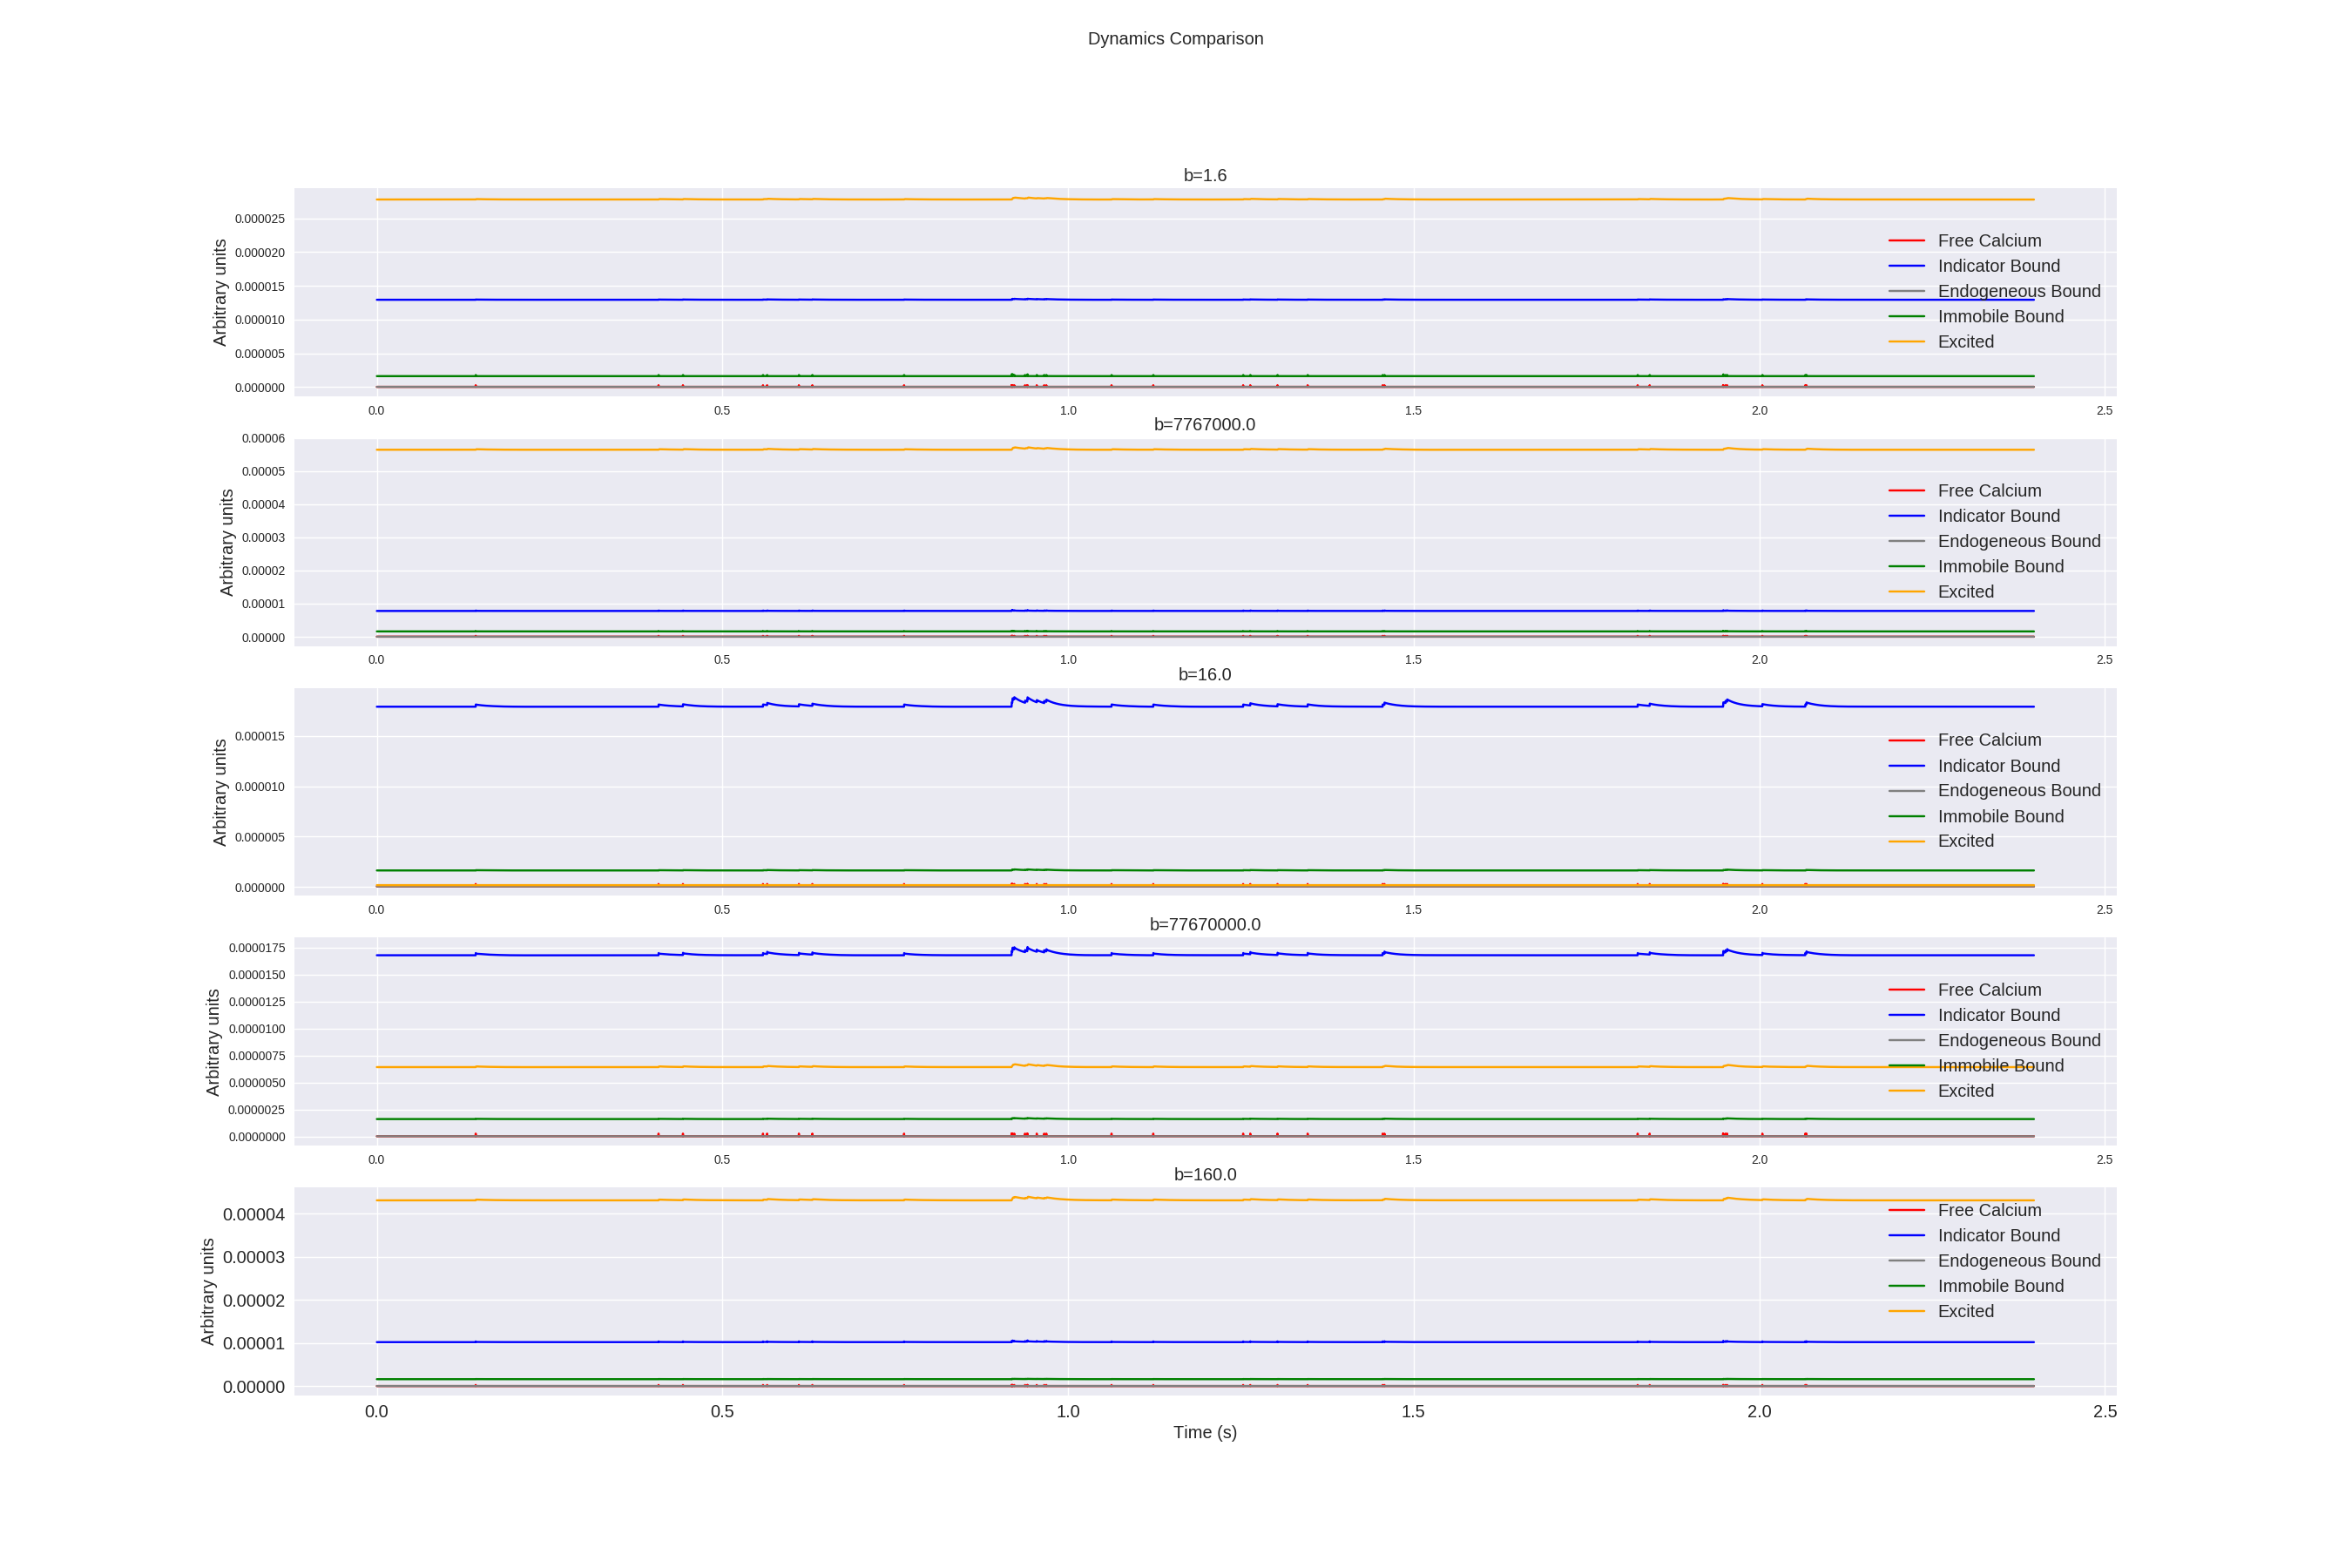 Dynamics Comparison
b=1.6
Arbitrary units
0.000025
0.000020
0.000015
0.000010
0.000005
0.000000
Free Calcium
Indicator Bound
Endogeneous Bound
Immobile Bound
Excited
0.0 0.5 1.0 1.5 2.0 2.5
b=7767000.0
Arbitrary units
0.00006
0.00005
0.00004
0.00003
0.00002
0.00001
0.00000
Free Calcium
Indicator Bound
Endogeneous Bound
Immobile Bound
Excited
0.0 0.5 1.0 1.5 2.0 2.5
b=16.0
Arbitrary units
0.000015
0.000010
0.000005
0.000000
Free Calcium
Indicator Bound
Endogeneous Bound
Immobile Bound
Excited
0.0 0.5 1.0 1.5 2.0 2.5
b=77670000.0
Arbitrary units
0.0000175
0.0000150
0.0000125
0.0000100
0.0000075
0.0000050
0.0000025
0.0000000
Free Calcium
Indicator Bound
Endogeneous Bound
Immobile Bound
Excited
0.0 0.5 1.0 1.5 2.0 2.5
b=160.0
Arbitrary units
0.00004
0.00003
0.00002
0.00001
0.00000
Free Calcium
Indicator Bound
Endogeneous Bound
Immobile Bound
Excited
0.0 0.5 1.0 1.5 2.0 2.5
Time (s)